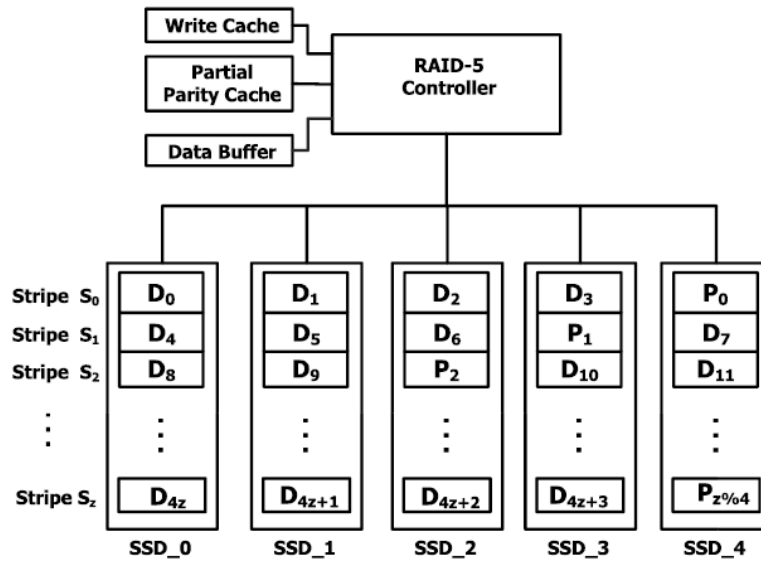 Write Cache
Partial
Parity Cache
Data Buffer
RAID-5
Controller
Stripe S₀ D₀ D₁ D₂ D₃ P₀
Stripe S₁ D₄ D₅ D₆ P₁ D₇
Stripe S₂ D₈ D₉ P₂ D₁₀ D₁₁
Stripe Sz D4z D4z+1 D4z+2 D4z+3 Pz%4
SSD_0 SSD_1 SSD_2 SSD_3 SSD_4